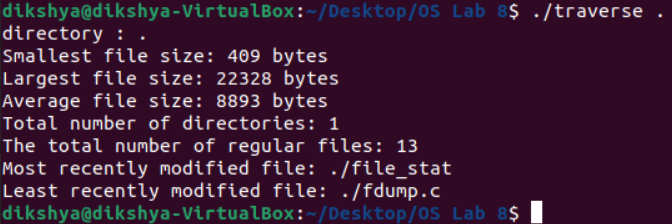 dikshya@dikshya-VirtualBox:~/Desktop/OS Lab 8$ ./traverse .
directory : .
Smallest file size: 409 bytes
Largest file size: 22328 bytes
Average file size: 8893 bytes
Total number of directories: 1
The total number of regular files: 13
Most recently modified file: ./file_stat
Least recently modified file: ./fdump.c
dikshya@dikshya-VirtualBox:~/Desktop/OS Lab 8$